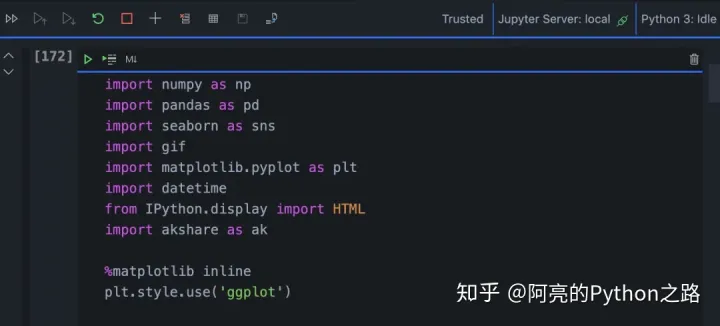 Trusted Jupyter Server: local Python 3: Idle
[172]
M↓
import numpy as np
import pandas as pd
import seaborn as sns
import gif
import matplotlib.pyplot as plt
import datetime
from IPython.display import HTML
import akshare as ak
%matplotlib inline
plt.style.use('ggplot')
知乎 @阿亮的Python之路